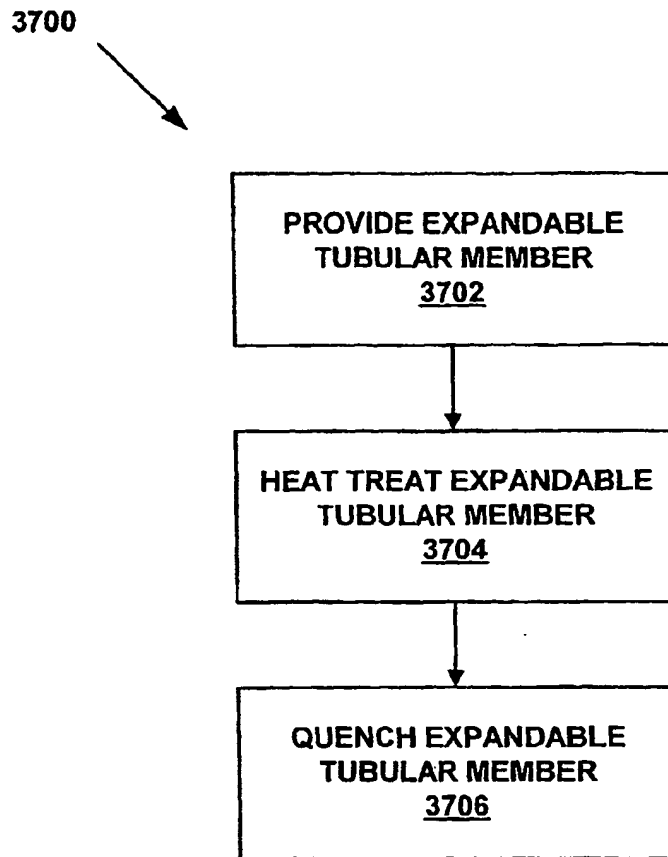 3700
PROVIDE EXPANDABLE
TUBULAR MEMBER
3702
HEAT TREAT EXPANDABLE
TUBULAR MEMBER
3704
QUENCH EXPANDABLE
TUBULAR MEMBER
3706